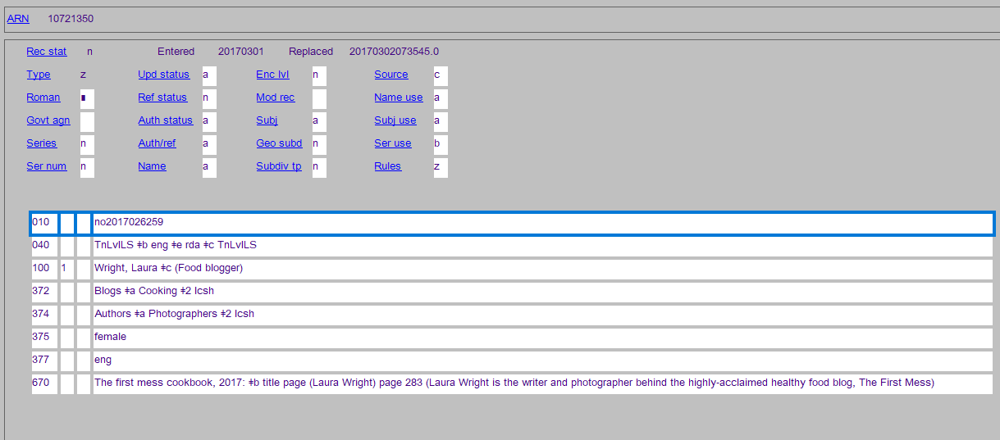 ARN 10721350
Rec stat n Entered 20170301 Replaced 20170302073545.0
Type z Upd status a Enc lvl n Source c
Roman ∎ Ref status n Mod rec Name use a
Govt agn Auth status a Subj a Subj use a
Series n Auth/ref a Geo subd n Ser use b
Ser num n Name a Subdiv tp n Rules z
010 no2017026259
040 TnLvILS ǂb eng ǂe rda ǂc TnLvILS
100 1 Wright, Laura ǂc (Food blogger)
372 Blogs ǂa Cooking ǂ2 lcsh
374 Authors ǂa Photographers ǂ2 lcsh
375 female
377 eng
670 The first mess cookbook, 2017: ǂb title page (Laura Wright) page 283 (Laura Wright is the writer and photographer behind the highly-acclaimed healthy food blog, The First Mess)